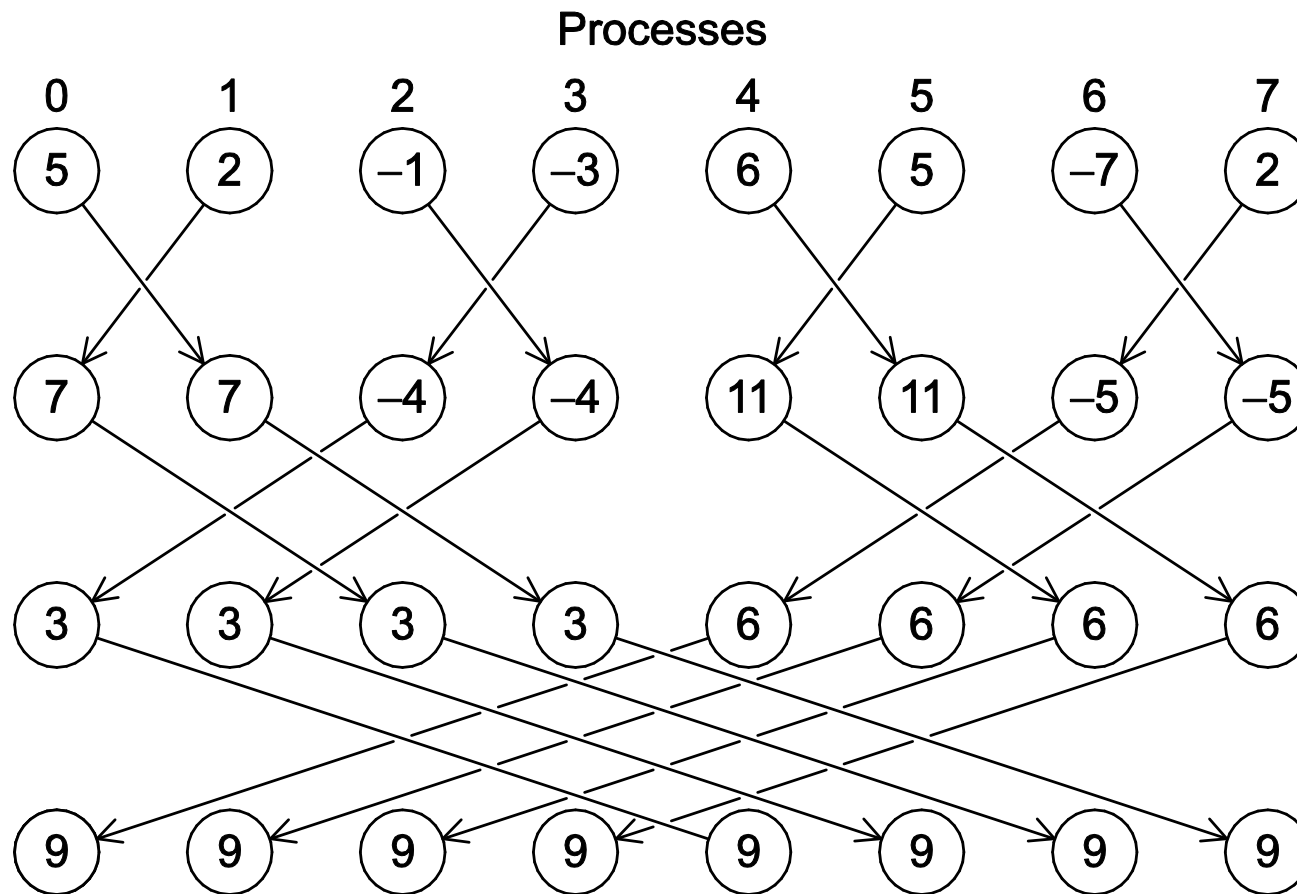 Processes
0 1 2 3 4 5 6 7
5 2 –1 –3 6 5 –7 2
7 7 –4 –4 11 11 –5 –5
3 3 3 3 6 6 6 6
9 9 9 9 9 9 9 9